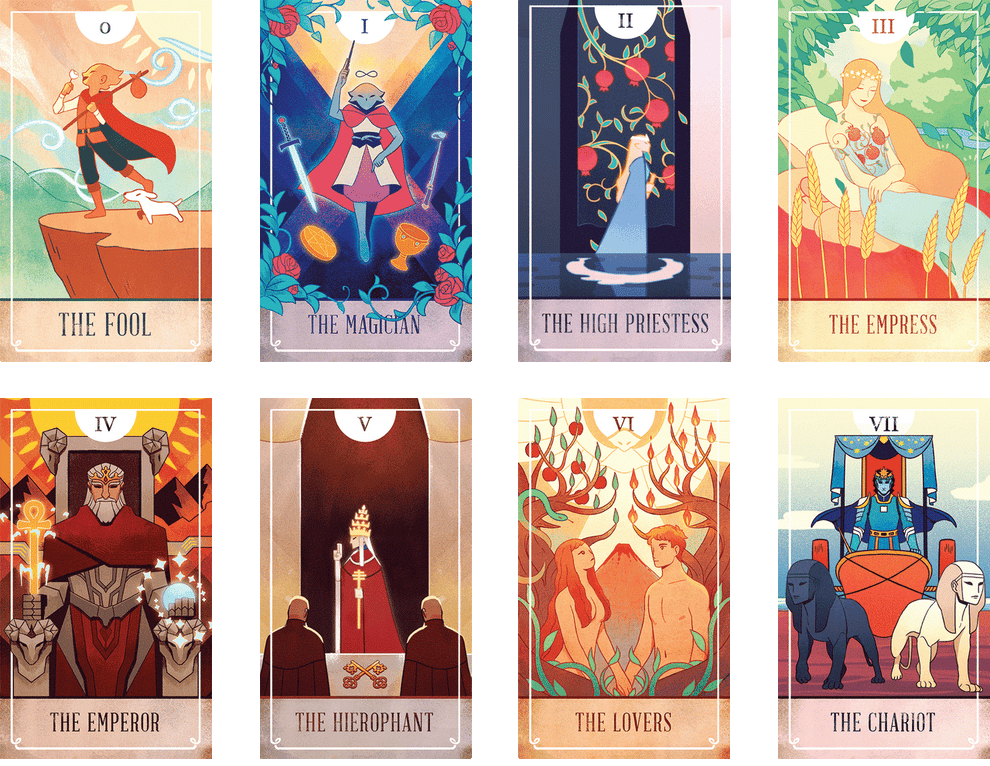 0
THE FOOL
I
THE MAGICIAN
II
THE HIGH PRIESTESS
III
THE EMPRESS
IV
THE EMPEROR
V
THE HIEROPHANT
VI
THE LOVERS
VII
THE CHARIOT